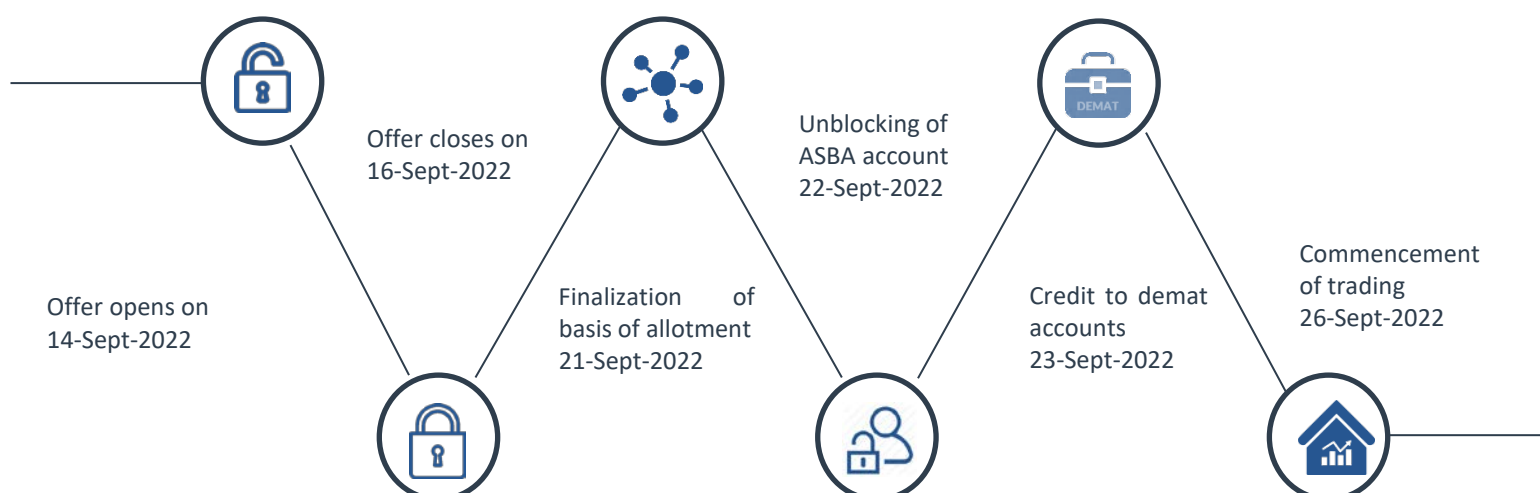 Offer opens on
14-Sept-2022
Offer closes on
16-Sept-2022
Finalization of
basis of allotment
21-Sept-2022
Unblocking of
ASBA account
22-Sept-2022
DEMAT
Credit to demat
accounts
23-Sept-2022
Commencement
of trading
26-Sept-2022